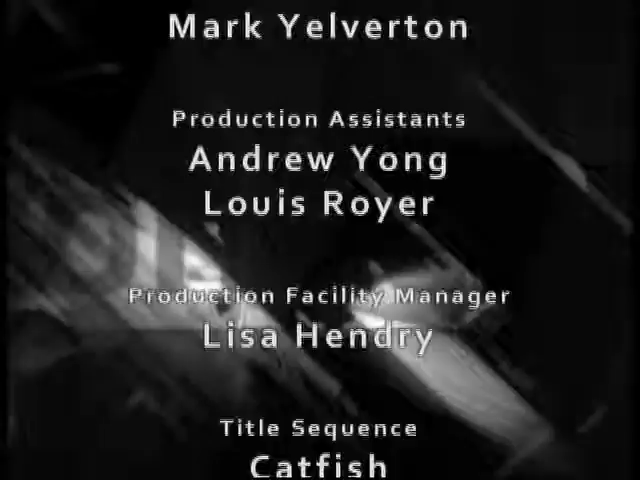 Mark Yelverton
Production Assistants
Andrew Yong
Louis Royer
Production Facility Manager
Lisa Hendry
Title Sequence
Catfish